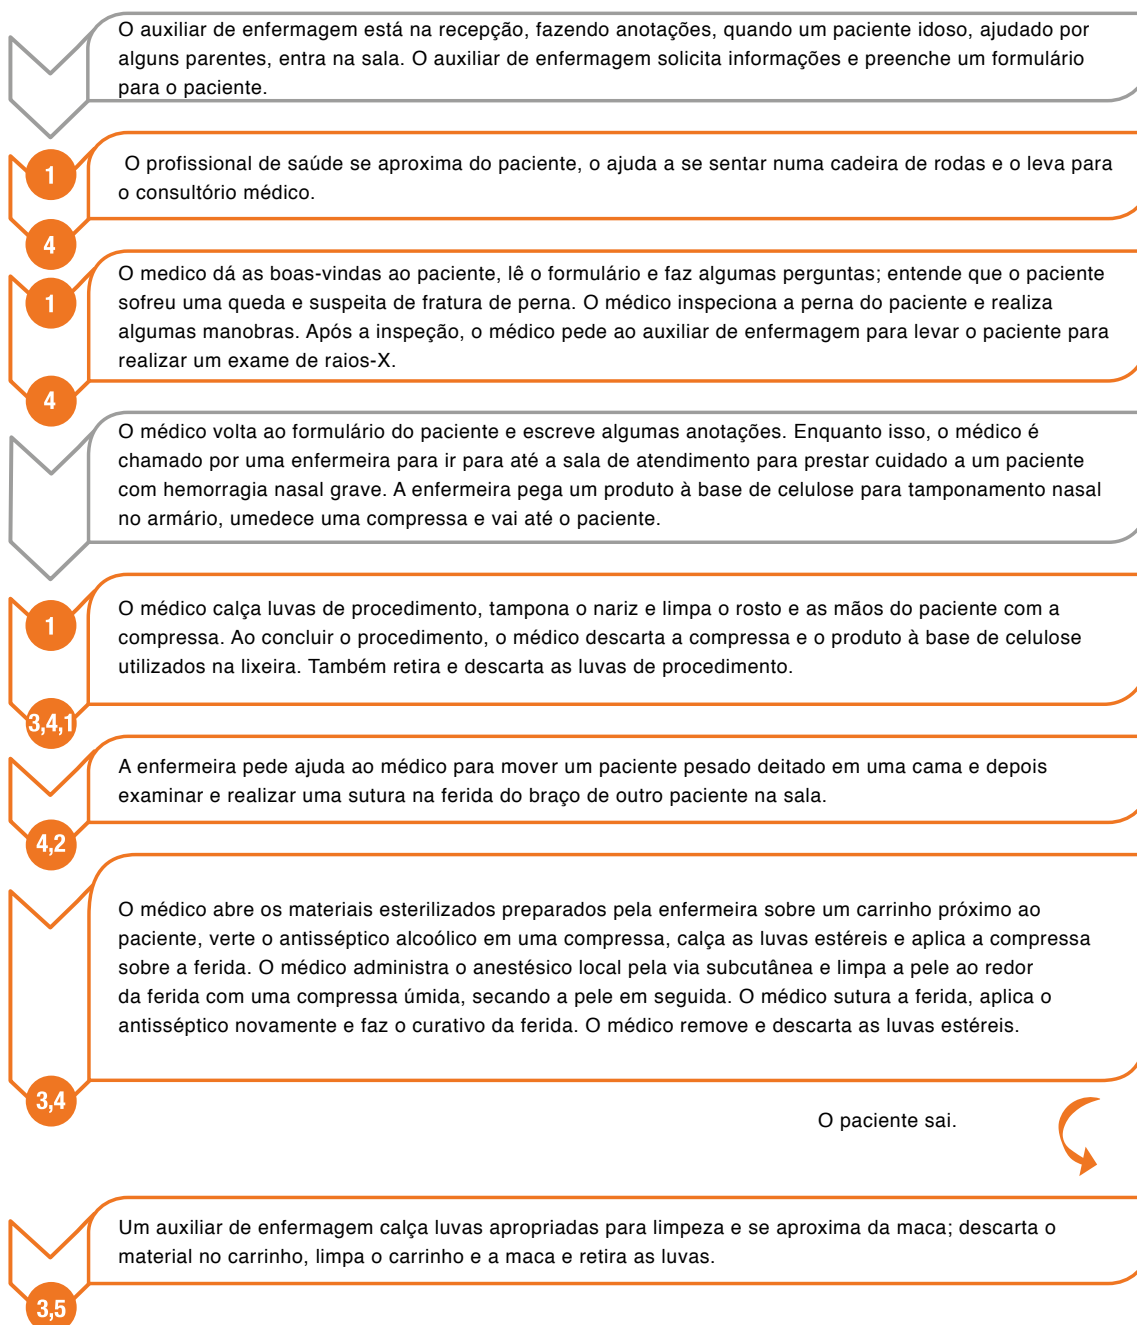 O auxiliar de enfermagem está na recepção, fazendo anotações, quando um paciente idoso, ajudado por
alguns parentes, entra na sala. O auxiliar de enfermagem solicita informações e preenche um formulário
para o paciente.
1
O profissional de saúde se aproxima do paciente, o ajuda a se sentar numa cadeira de rodas e o leva para
o consultório médico.
4
1
O medico dá as boas-vindas ao paciente, lê o formulário e faz algumas perguntas; entende que o paciente
sofreu uma queda e suspeita de fratura de perna. O médico inspeciona a perna do paciente e realiza
algumas manobras. Após a inspeção, o médico pede ao auxiliar de enfermagem para levar o paciente para
realizar um exame de raios-X.
4
O médico volta ao formulário do paciente e escreve algumas anotações. Enquanto isso, o médico é
chamado por uma enfermeira para ir para até a sala de atendimento para prestar cuidado a um paciente
com hemorragia nasal grave. A enfermeira pega um produto à base de celulose para tamponamento nasal
no armário, umedece uma compressa e vai até o paciente.
1
O médico calça luvas de procedimento, tampona o nariz e limpa o rosto e as mãos do paciente com a
compressa. Ao concluir o procedimento, o médico descarta a compressa e o produto à base de celulose
utilizados na lixeira. Também retira e descarta as luvas de procedimento.
3,4,1
A enfermeira pede ajuda ao médico para mover um paciente pesado deitado em uma cama e depois
examinar e realizar uma sutura na ferida do braço de outro paciente na sala.
4,2
O médico abre os materiais esterilizados preparados pela enfermeira sobre um carrinho próximo ao
paciente, verte o antisséptico alcoólico em uma compressa, calça as luvas estéreis e aplica a compressa
sobre a ferida. O médico administra o anestésico local pela via subcutânea e limpa a pele ao redor
da ferida com uma compressa úmida, secando a pele em seguida. O médico sutura a ferida, aplica o
antisséptico novamente e faz o curativo da ferida. O médico remove e descarta as luvas estéreis.
3,4
O paciente sai.
Um auxiliar de enfermagem calça luvas apropriadas para limpeza e se aproxima da maca; descarta o
material no carrinho, limpa o carrinho e a maca e retira as luvas.
3,5